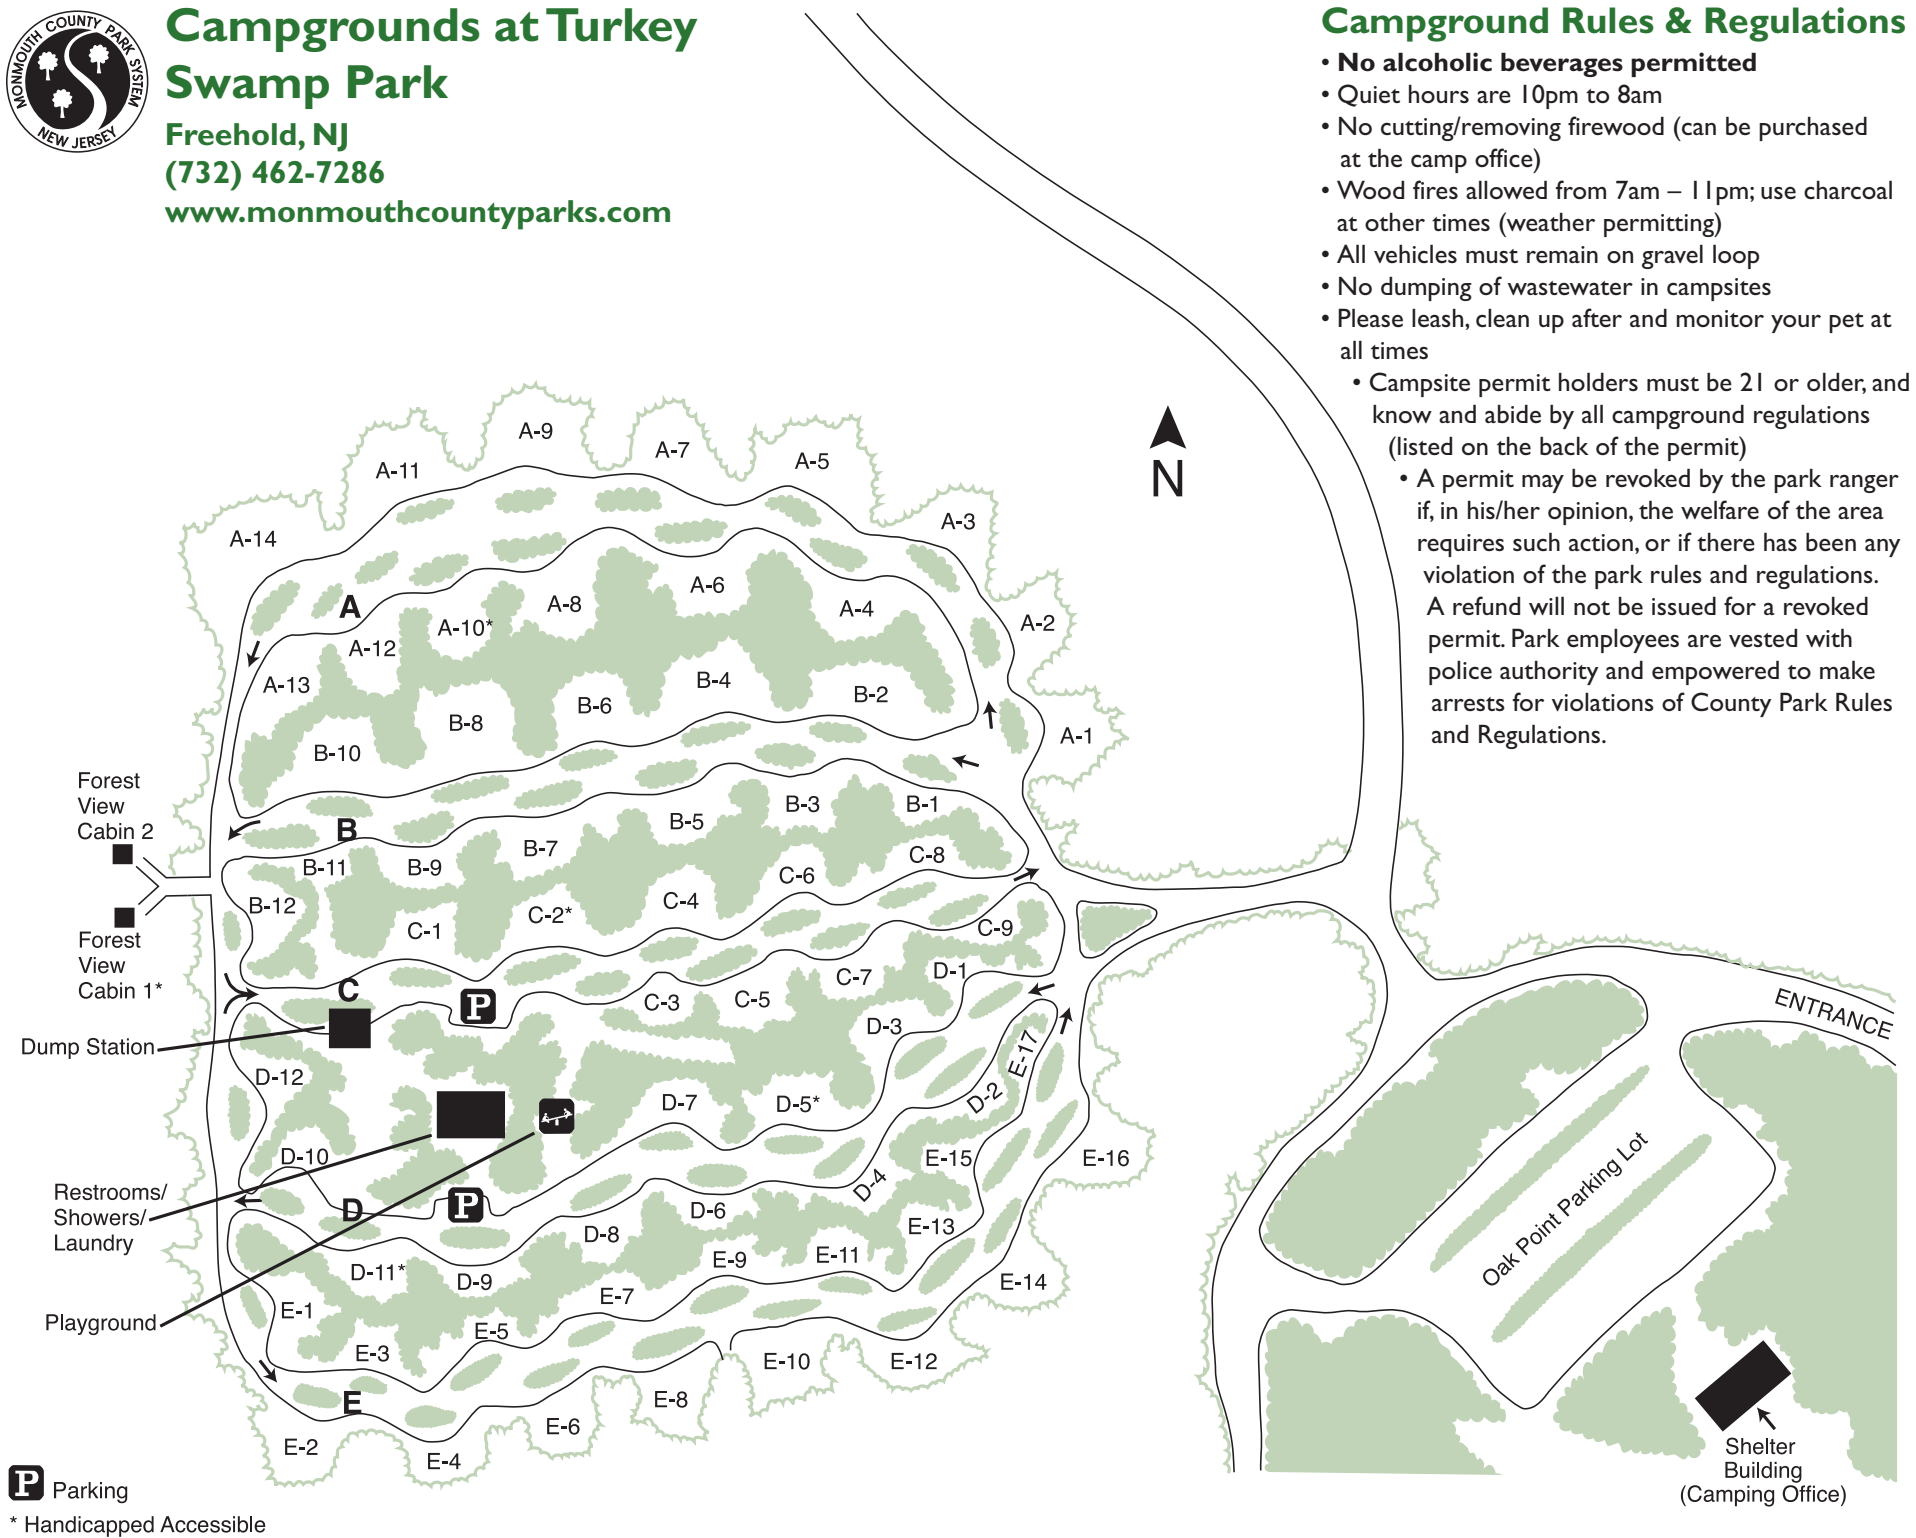 MONMOUTH COUNTY PARK SYSTEM
NEW JERSEY
Campgrounds at Turkey
Swamp Park
Freehold, NJ
(732) 462-7286
www.monmouthcountyparks.com
Campground Rules & Regulations
• No alcoholic beverages permitted
• Quiet hours are 10pm to 8am
• No cutting/removing firewood (can be purchased
at the camp office)
• Wood fires allowed from 7am – 11pm; use charcoal
at other times (weather permitting)
• All vehicles must remain on gravel loop
• No dumping of wastewater in campsites
• Please leash, clean up after and monitor your pet at
all times
• Campsite permit holders must be 21 or older, and
know and abide by all campground regulations
(listed on the back of the permit)
• A permit may be revoked by the park ranger
if, in his/her opinion, the welfare of the area
requires such action, or if there has been any
violation of the park rules and regulations.
A refund will not be issued for a revoked
permit. Park employees are vested with
police authority and empowered to make
arrests for violations of County Park Rules
and Regulations.
N
A-9
A-11
A-7
A-5
A-3
A-14
A-6
A-8
A-4
A
A-10*
A-2
A-12
A-13
B-4
B-2
B-6
B-8
A-1
B-10
Forest
View
Cabin 2
B-3
B-1
B-5
B
B-7
C-8
B-11
B-9
C-6
B-12
C-4
C-2*
C-1
C-9
Forest
View
Cabin 1*
D-1
C-7
C
C-3
C-5
P
ENTRANCE
D-3
Dump Station
E-17
D-12
D-2
D-7
D-5*
D-10
E-15
E-16
Oak Point Parking Lot
D-4
Restrooms/
Showers/
Laundry
D
P
D-6
E-13
D-8
E-11
E-9
D-11*
D-9
E-14
E-7
E-1
Playground
E-5
E-3
E-10
E-12
E
E-8
E-6
E-2
E-4
Shelter
Building
(Camping Office)
P Parking
* Handicapped Accessible